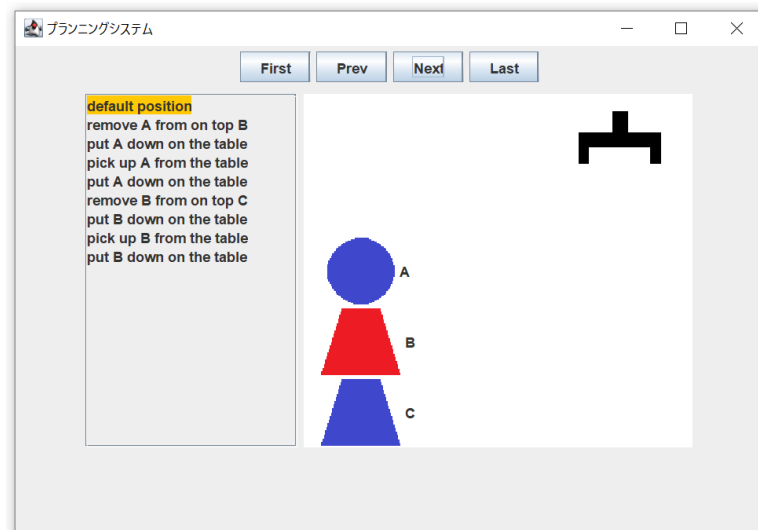 プランニングシステム
First Prev Next Last
default position
remove A from on top B
put A down on the table
pick up A from the table
put A down on the table
remove B from on top C
put B down on the table
pick up B from the table
put B down on the table
A
B
C